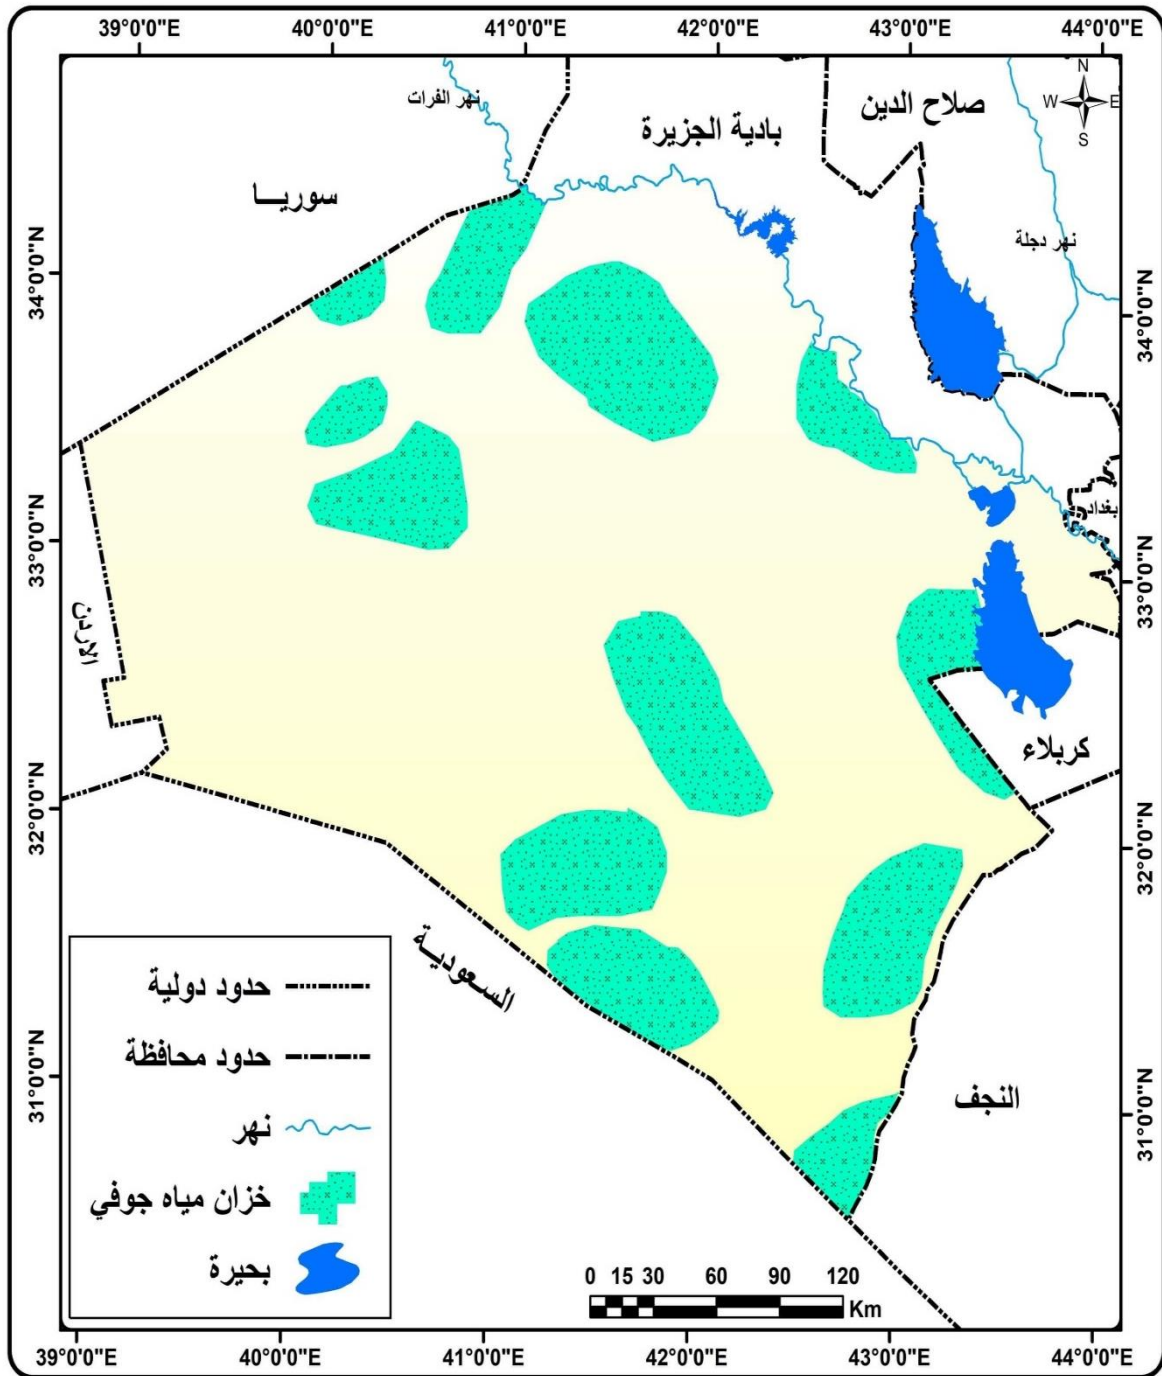 39°0'0"E 40°0'0"E 41°0'0"E 42°0'0"E 43°0'0"E 44°0'0"E
N
W E
S
نهر الفرات
صلاح الدين
بادية الجزيرة
سوريــا
نهر دجلة
34°0'0"N
34°0'0"N
بغداد
33°0'0"N
33°0'0"N
الاردن
كربلاء
32°0'0"N
32°0'0"N
السـعوديـة
النجف
31°0'0"N
31°0'0"N
حدود دولية
حدود محافظة
نهر
خزان مياه جوفي
بحيرة
0 15 30 60 90 120
Km
39°0'0"E 40°0'0"E 41°0'0"E 42°0'0"E 43°0'0"E 44°0'0"E